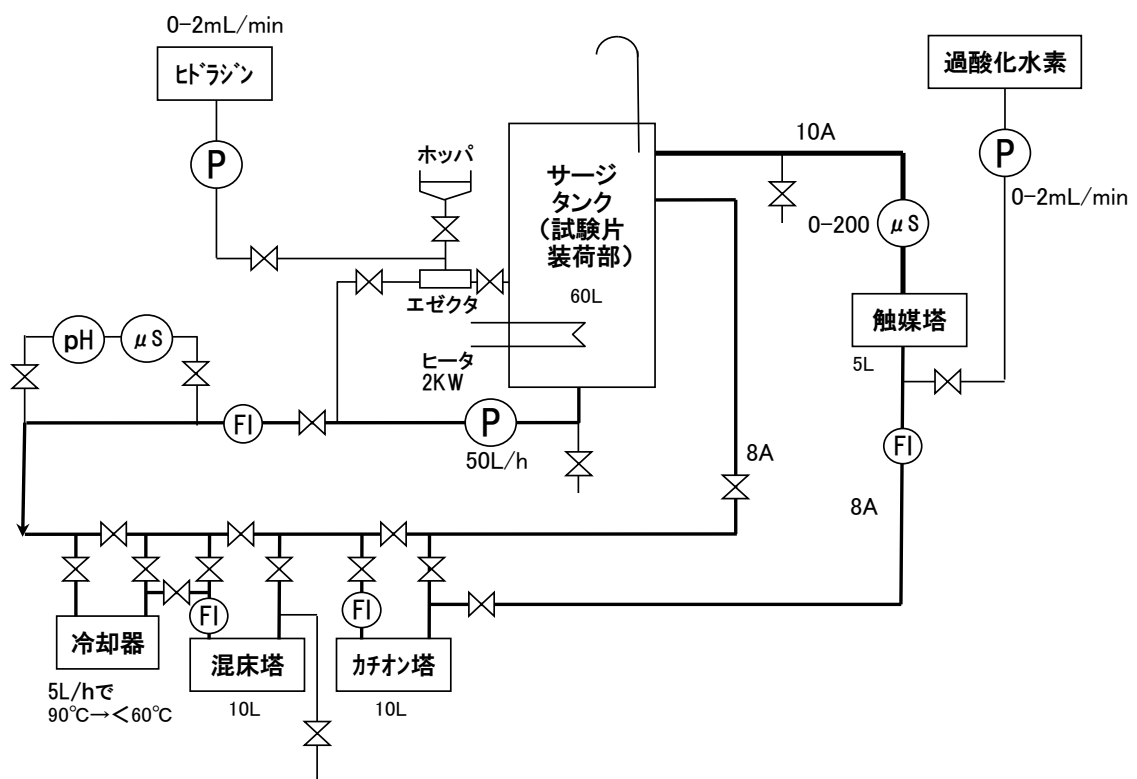 0-2mL/min
ﾋﾄﾞﾗｼﾞﾝ
P
ホッパ
エゼクタ
サージ
タンク
(試験片
装荷部)
60L
ヒータ
2KW
10A
過酸化水素
P
0-2mL/min
0-200
μS
触媒塔
5L
pH
μS
FI
P
50L/h
8A
FI
8A
FI
FI
冷却器
混床塔
ｶﾁｵﾝ塔
5L/hで
90℃→<60℃
10L
10L